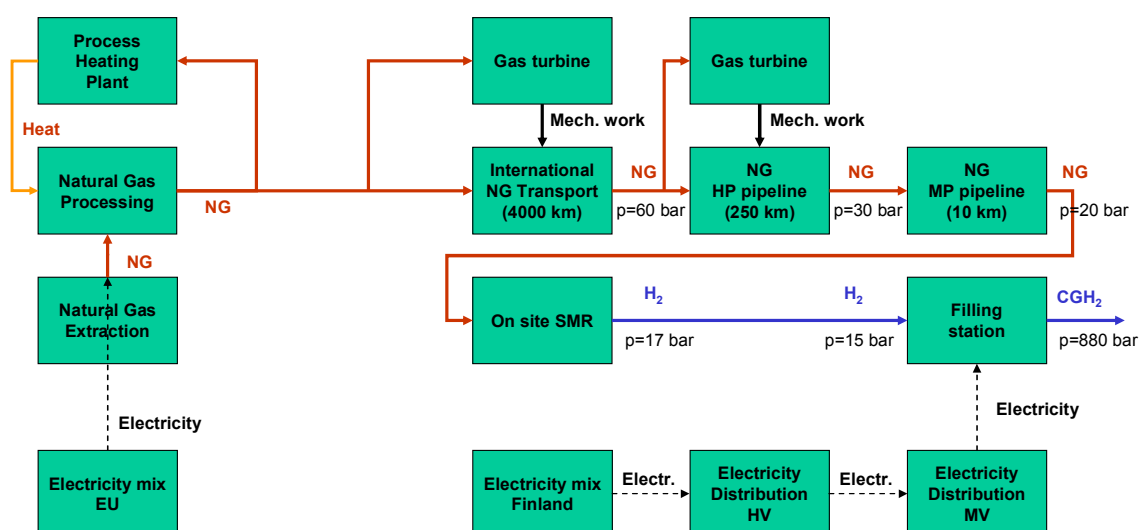 Process
Heating
Plant
Gas turbine
Gas turbine
Heat
Mech. work
Mech. work
Natural Gas
Processing
NG
International
NG Transport
(4000 km)
NG
p=60 bar
NG
HP pipeline
(250 km)
NG
p=30 bar
NG
MP pipeline
(10 km)
NG
p=20 bar
NG
Natural Gas
Extraction
On site SMR
H₂
p=17 bar
H₂
p=15 bar
Filling
station
CGH₂
p=880 bar
Electricity
Electricity
Electricity mix
EU
Electricity mix
Finland
Electr.
Electricity
Distribution
HV
Electr.
Electricity
Distribution
MV